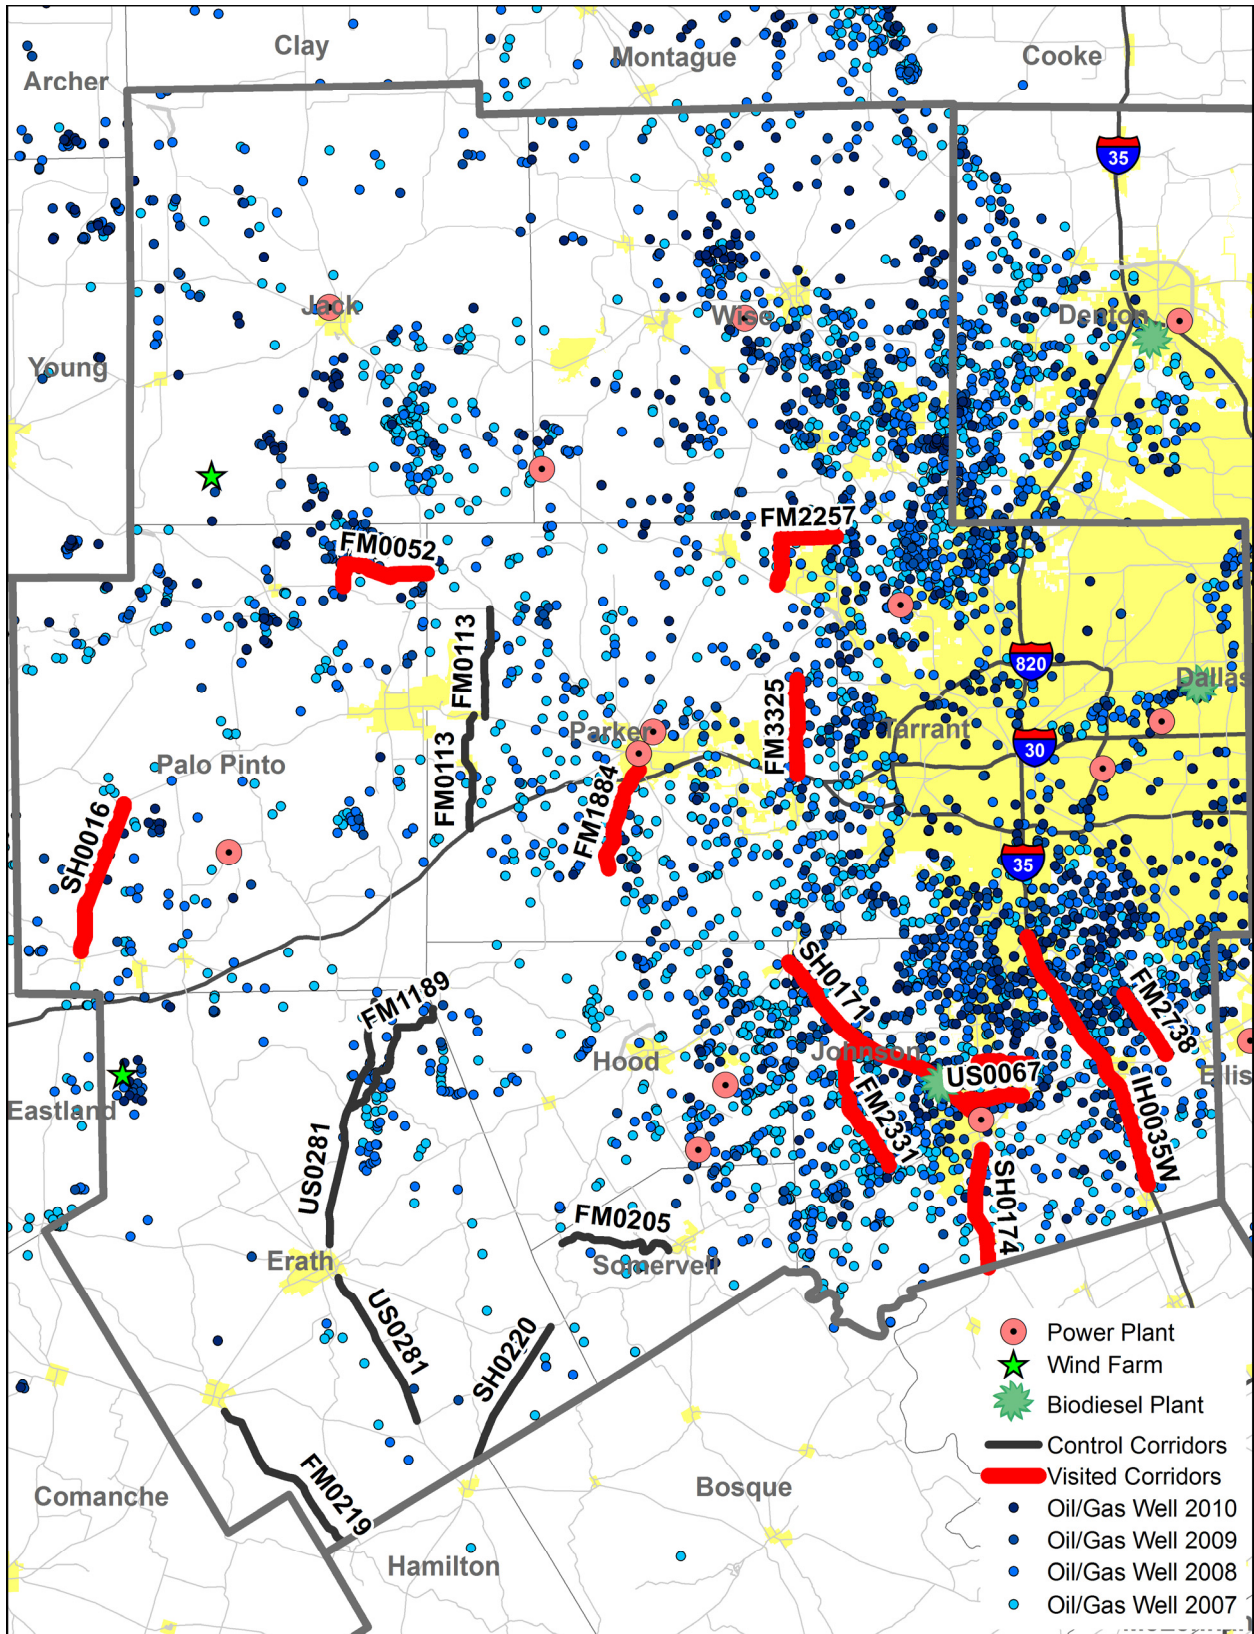 Clay
Montague
Cooke
Archer
35
Jack
Wise
Denton
Young
FM2257
FM0052
FM0113
820
Dallas
FM3325
Parker
Tarrant
30
Palo Pinto
FM0113
FM1884
SH0016
35
SH0171
FM1189
FM2738
Hood
Johnson
US0067
Ellis
Eastland
FM2331
IH0035W
US0281
SH0174
FM0205
Erath
Somervell
US0281
SH0220
Power Plant
Wind Farm
Biodiesel Plant
Control Corridors
Visited Corridors
Bosque
Comanche
FM0219
Hamilton
Oil/Gas Well 2010
Oil/Gas Well 2009
Oil/Gas Well 2008
Oil/Gas Well 2007